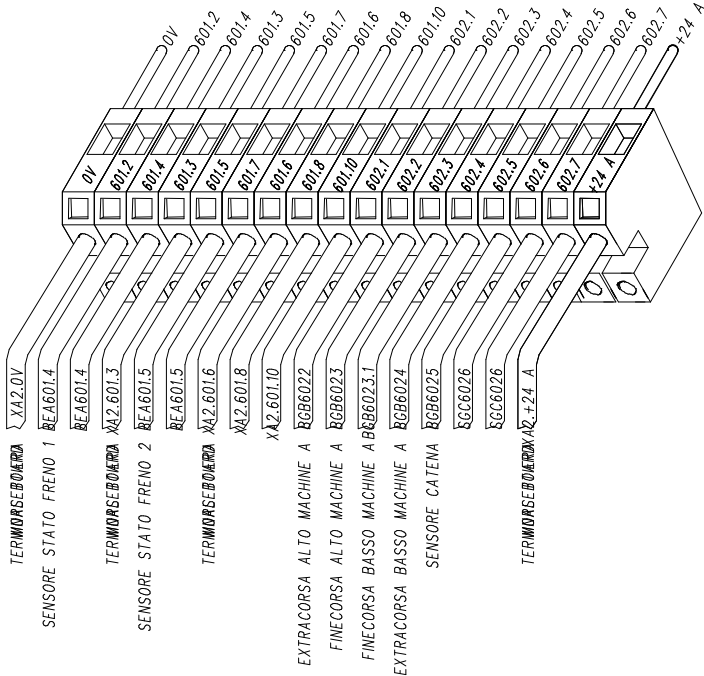 0V
601.2
601.4
601.3
601.5
601.7
601.6
601.8
601.10
602.1
602.2
602.3
602.4
602.5
602.6
602.7
+24 A
0V
601.2
601.4
601.3
601.5
601.7
601.6
601.8
601.10
602.1
602.2
602.3
602.4
602.5
602.6
602.7
+24 A
XA2.0V
SENSORE STATO FRENO 1 BEA601.4
BEA601.4
XA2.601.3
SENSORE STATO FRENO 2 BEA601.5
BEA601.5
XA2.601.6
XA2.601.8
XA2.601.10
EXTRACORSA ALTO MACHINE A BGB6022
FINECORSA ALTO MACHINE A BGB6023
FINECORSA BASSO MACHINE A BGB6023.1
EXTRACORSA BASSO MACHINE A BGB6024
SENSORE CATENA BGB6025
SGC6026
SGC6026
XA2.+24 A